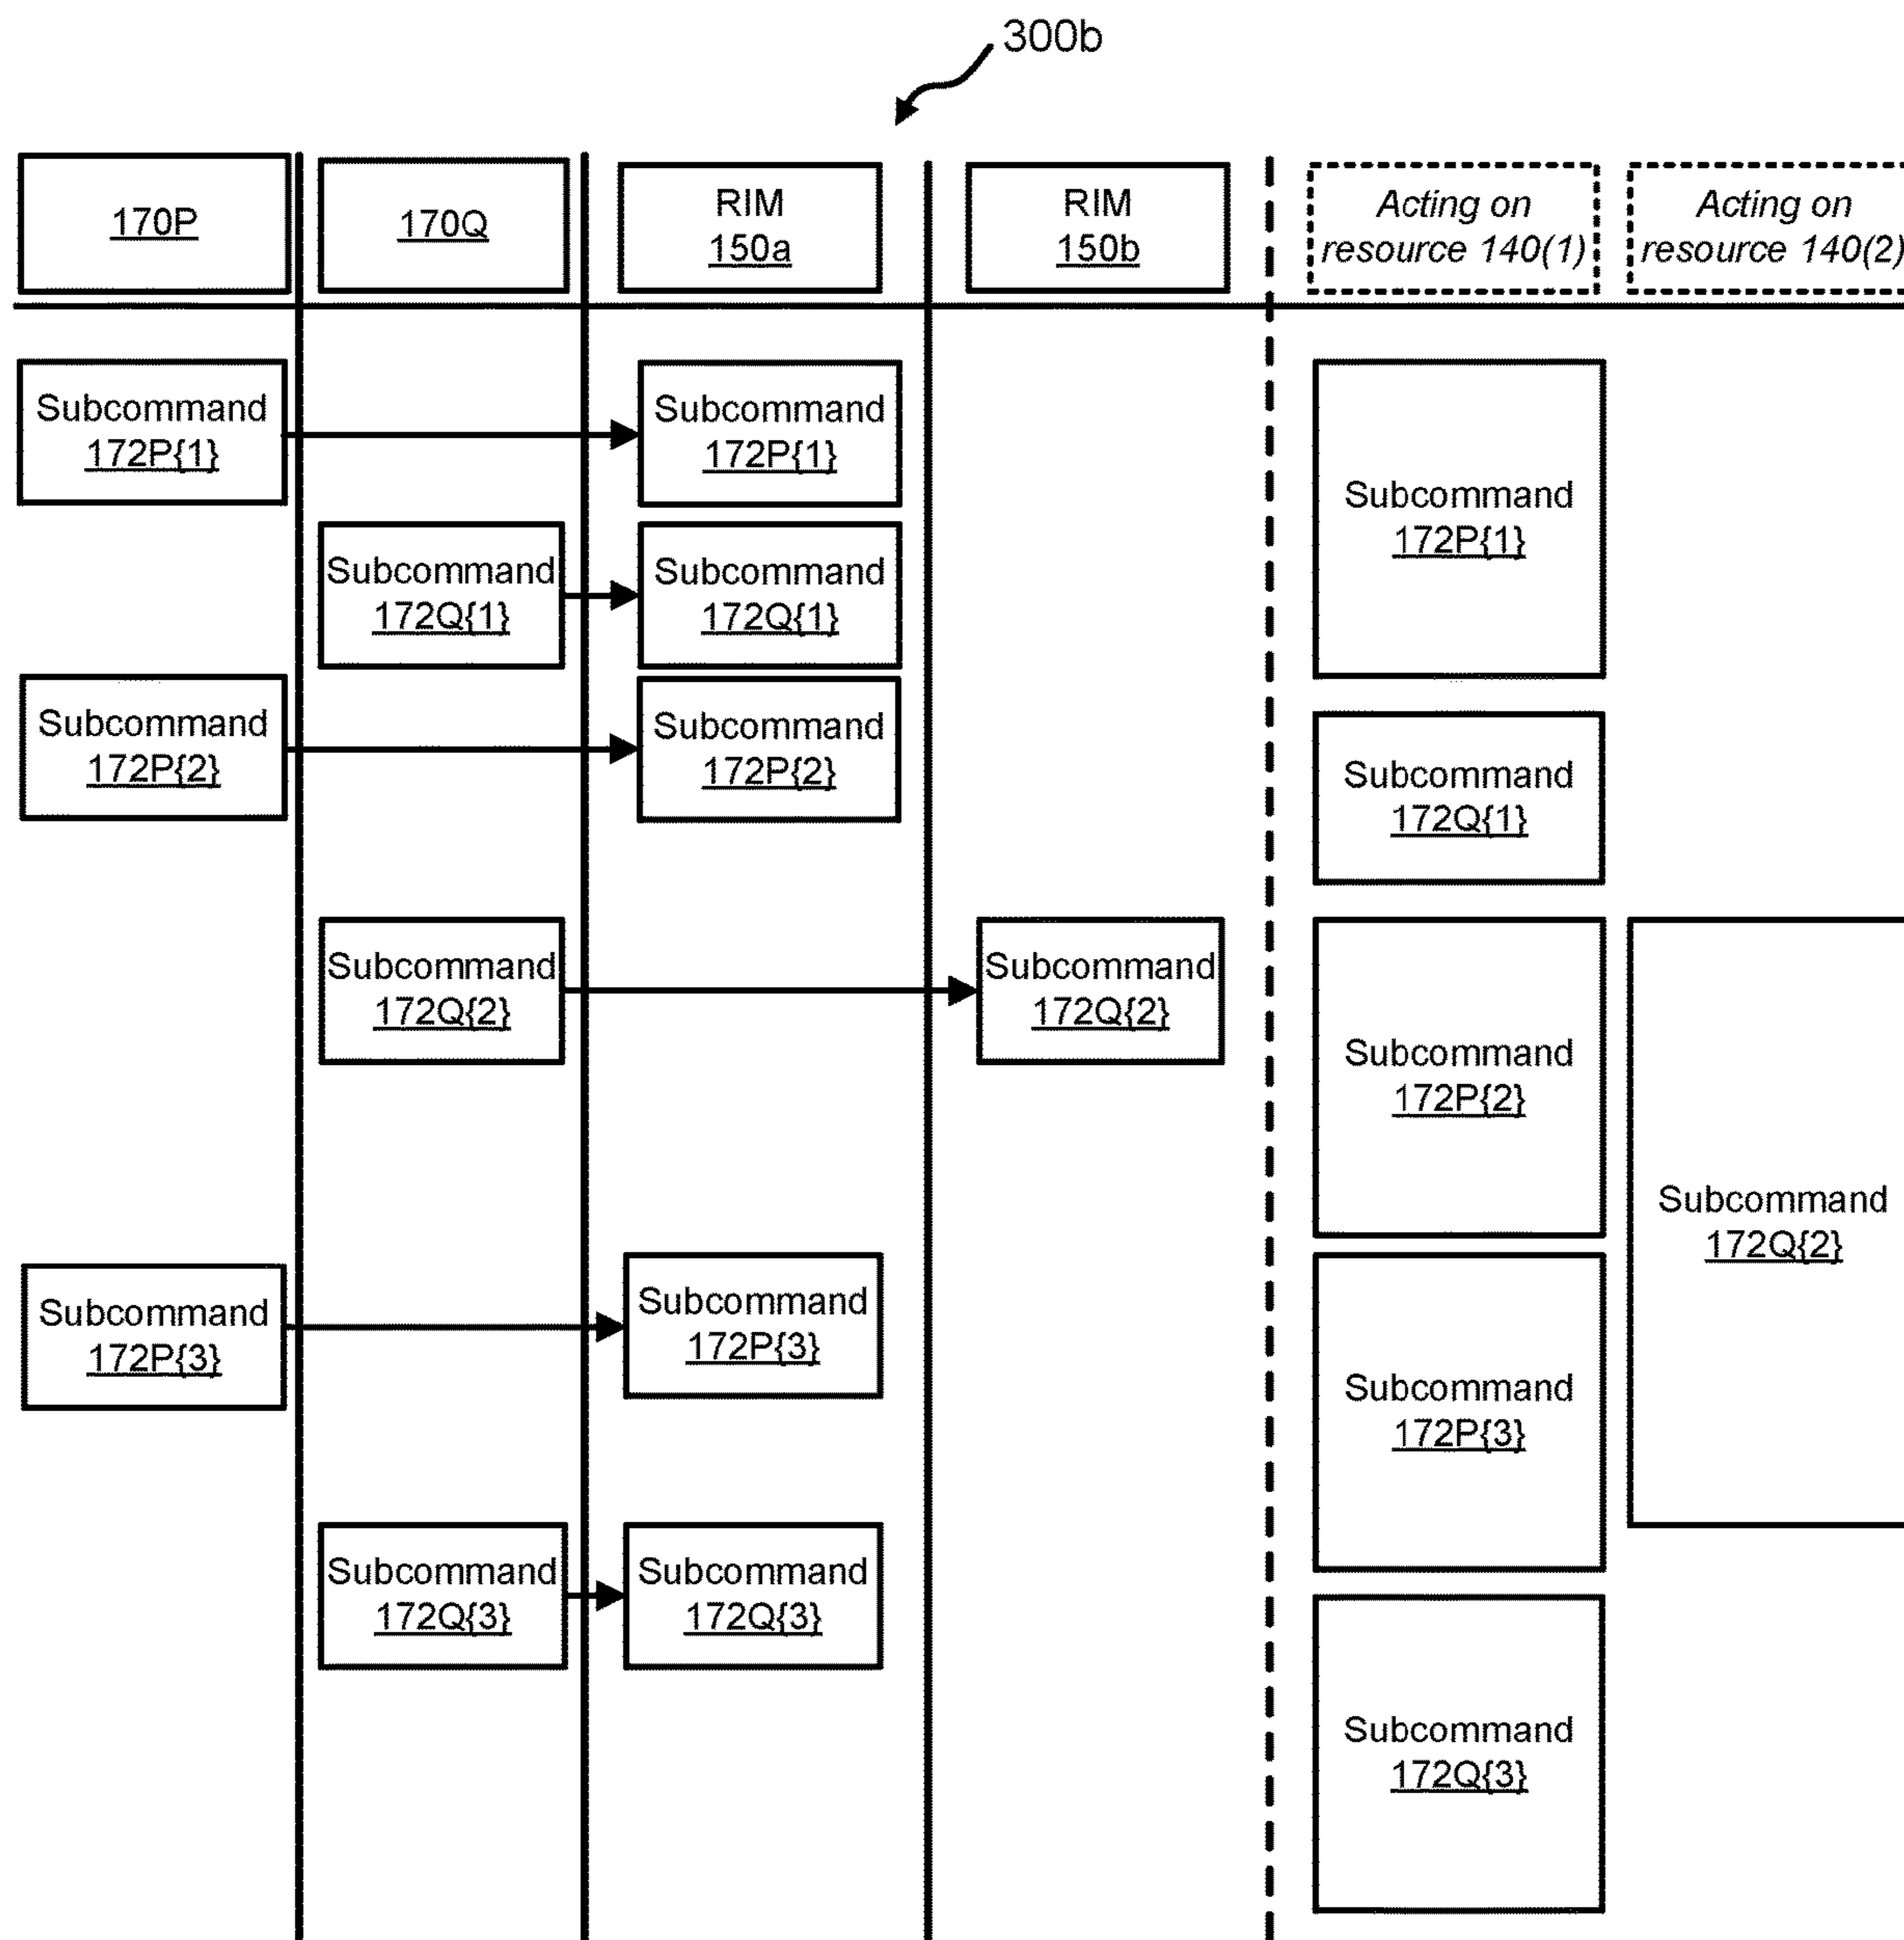 300b
170P
170Q
RIM
150a
RIM
150b
Acting on
resource 140(1)
Acting on
resource 140(2)
Subcommand
172P{1}
Subcommand
172P{1}
Subcommand
172P{1}
Subcommand
172Q{1}
Subcommand
172Q{1}
Subcommand
172P{2}
Subcommand
172P{2}
Subcommand
172Q{1}
Subcommand
172Q{2}
Subcommand
172Q{2}
Subcommand
172P{2}
Subcommand
172Q{2}
Subcommand
172P{3}
Subcommand
172P{3}
Subcommand
172P{3}
Subcommand
172Q{3}
Subcommand
172Q{3}
Subcommand
172Q{3}